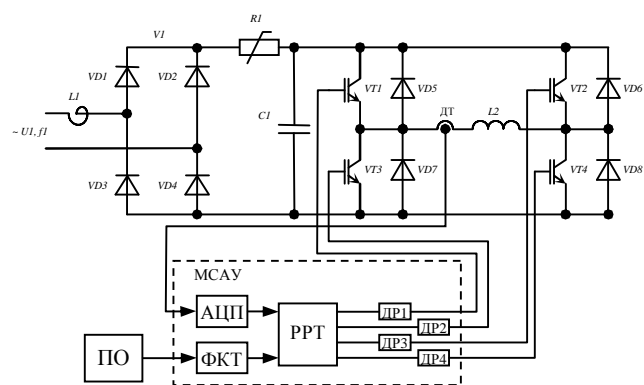 V1
R1
VD1
VD2
VT1
VD5
VT2
VD6
L1
C1
ДТ
L2
~ U1, f1
VD3
VD4
VT3
VD7
VT4
VD8
МСАУ
АЦП
РРТ
ДР1
ДР2
ДР3
ДР4
ПО
ФКТ